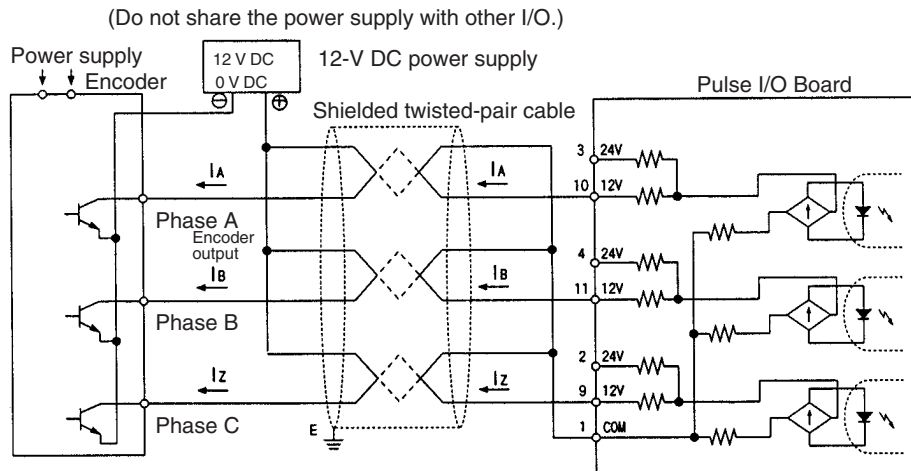 (Do not share the power supply with other I/O.)
Power supply
Encoder
12 V DC
0 V DC
12-V DC power supply
Shielded twisted-pair cable
Pulse I/O Board
3 24V
IA
IA
10 12V
Phase A
Encoder
output
4 24V
IB
IB
11 12V
Phase B
2 24V
IZ
IZ
9 12V
Phase C
E
1 COM